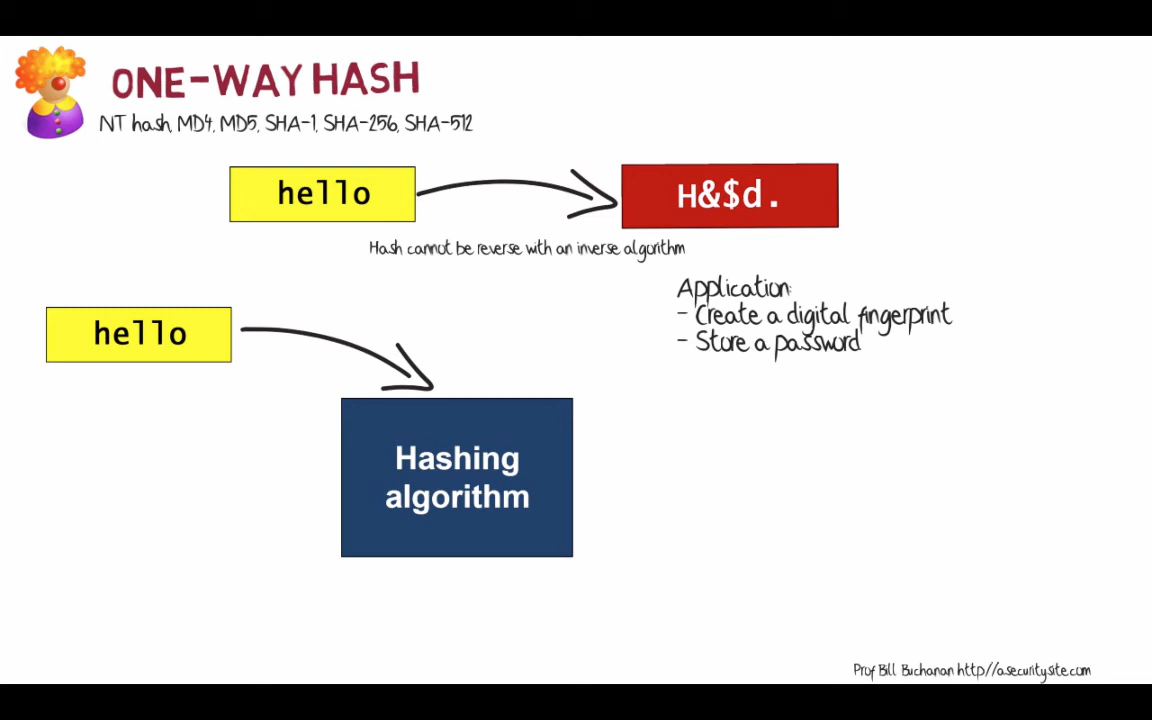 ONE-WAY HASH
NT hash, MD4, MD5, SHA-1, SHA-256, SHA-512
hello
H&$d.
Hash cannot be reverse with an inverse algorithm
Application:
- Create a digital fingerprint
- Store a password
hello
Hashing
algorithm
Prof Bill Buchanan http://asecuritysite.com